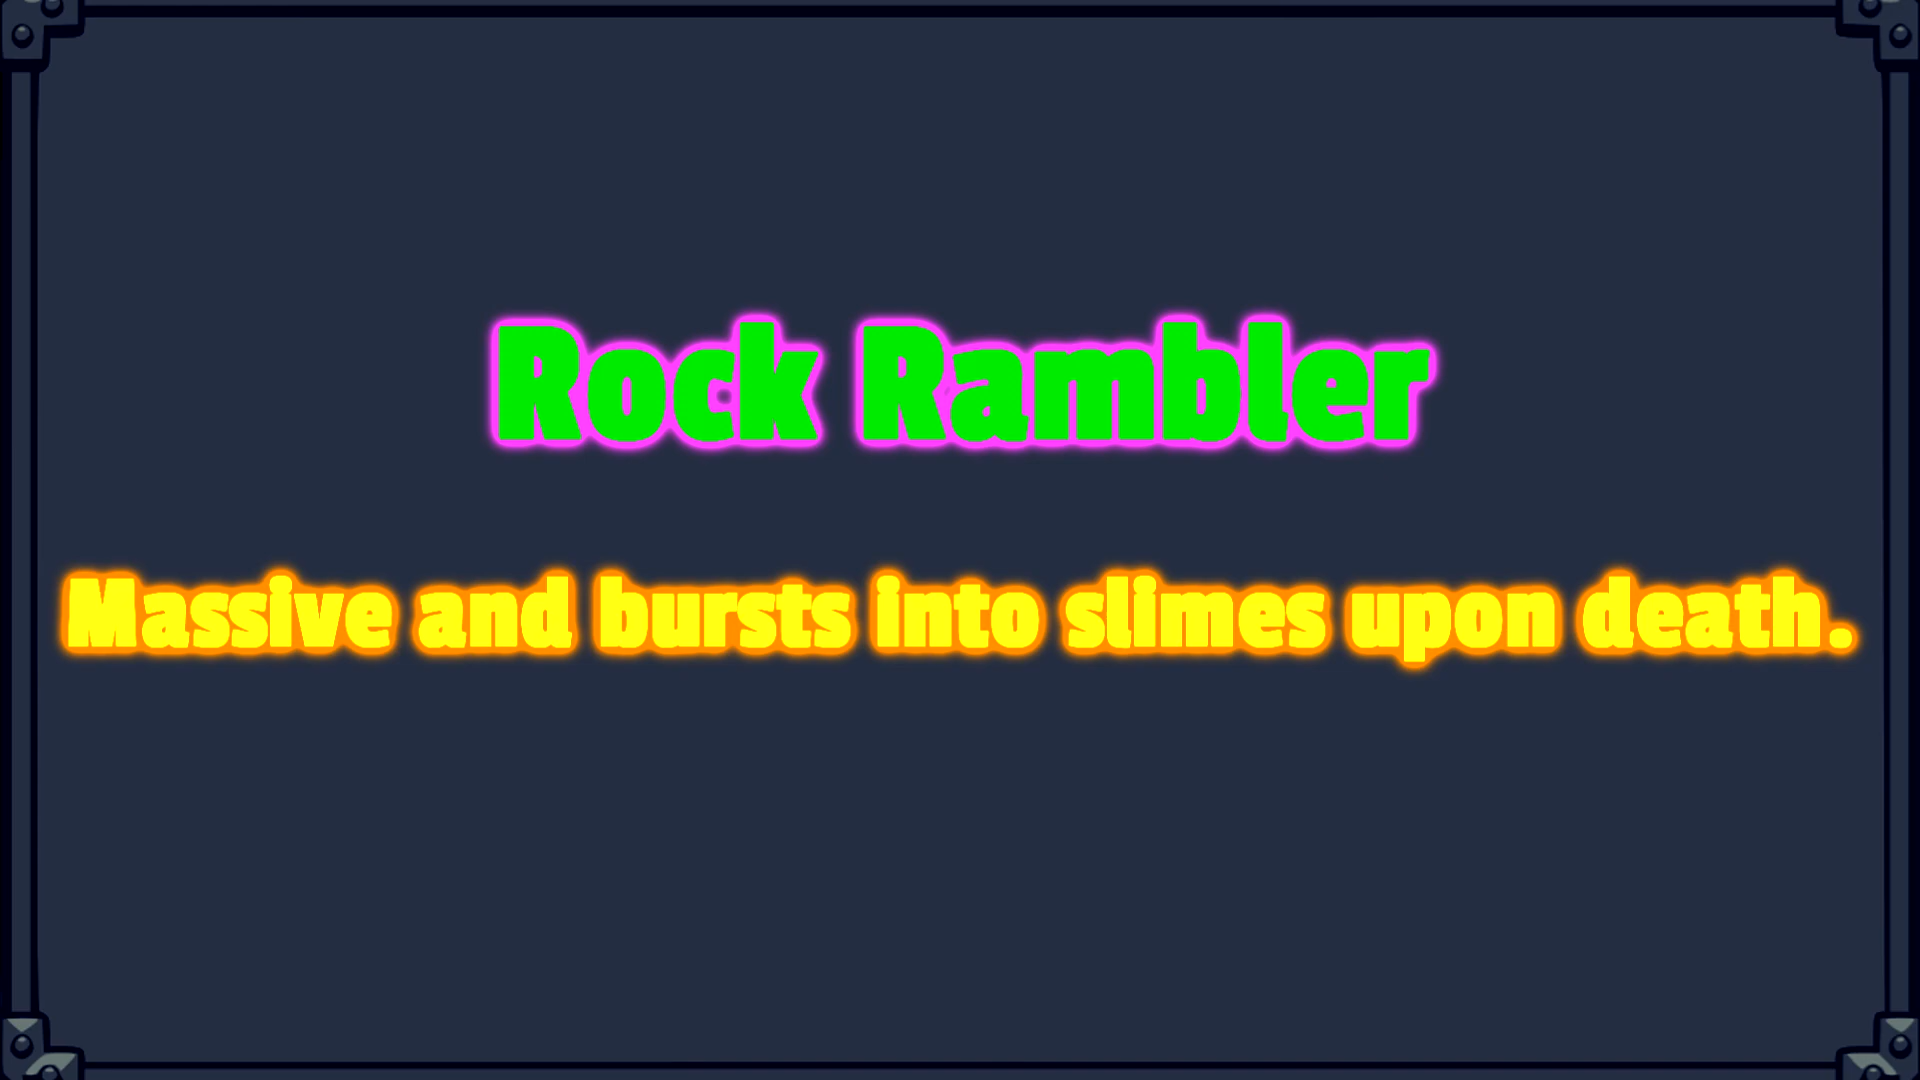 Rock Rambler
Massive and bursts into slimes upon death.